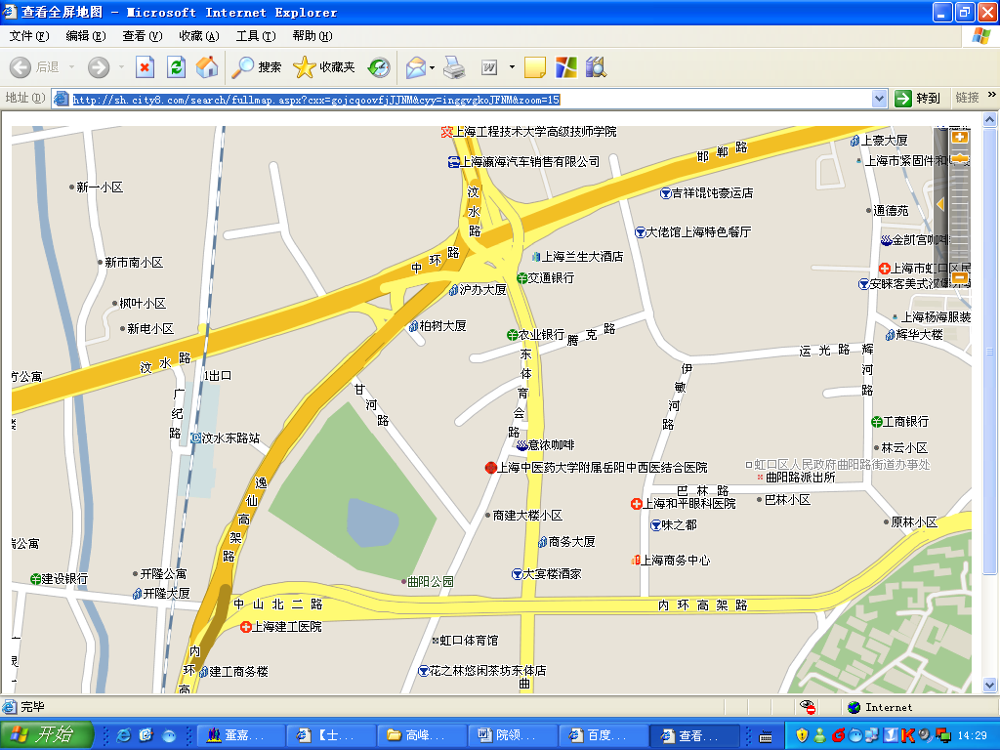 查看全屏地图 - Microsoft Internet Explorer
文件(F) 编辑(E) 查看(V) 收藏(A) 工具(T) 帮助(H)
后退 搜索 收藏夹
地址(D) http://sh.city8.com/search/fullmap.aspx?cxx=gojcqoovfjJJNM&cyy=inggvgkoJFNM&zoom=15 转到 链接 »
上海工程技术大学高级技师学院
上豪大厦
邯郸路
上海瀛海汽车销售有限公司
上海市紧固件和
新一小区
汶水路
吉祥馄饨豪运店
通德苑
大佬馆上海特色餐厅
金凯宫咖啡
新市南小区
中环路
上海兰生大酒店
上海市虹口区民
交通银行
安昧客美式汉堡
沪办大厦
枫叶小区
上海杨海服装
新电小区
柏树大厦
农业银行
腾克路
辉华大楼
汶水路
运光路
辉河路
方公寓
1出口
东体育会路
伊敏河路
广纪路
甘河路
工商银行
汶水东路站
意浓咖啡
林云小区
上海中医药大学附属岳阳中西医结合医院
虹口区人民政府曲阳路街道办事处
曲阳路派出所
逸仙高架路
巴林路
上海和平眼科医院
巴林小区
商建大楼小区
味之都
原林小区
商务大厦
瑞公寓
上海商务中心
建设银行
开隆公寓
大宴楼酒家
曲阳公园
开隆大厦
中山北二路
内环高架路
上海建工医院
虹口体育馆
内环高
建工商务楼
花之林悠闲茶坊东体店
曲
完毕 Internet
开始 董嘉... 【士... 高峰... 院领... 百度... 查看... 14:29